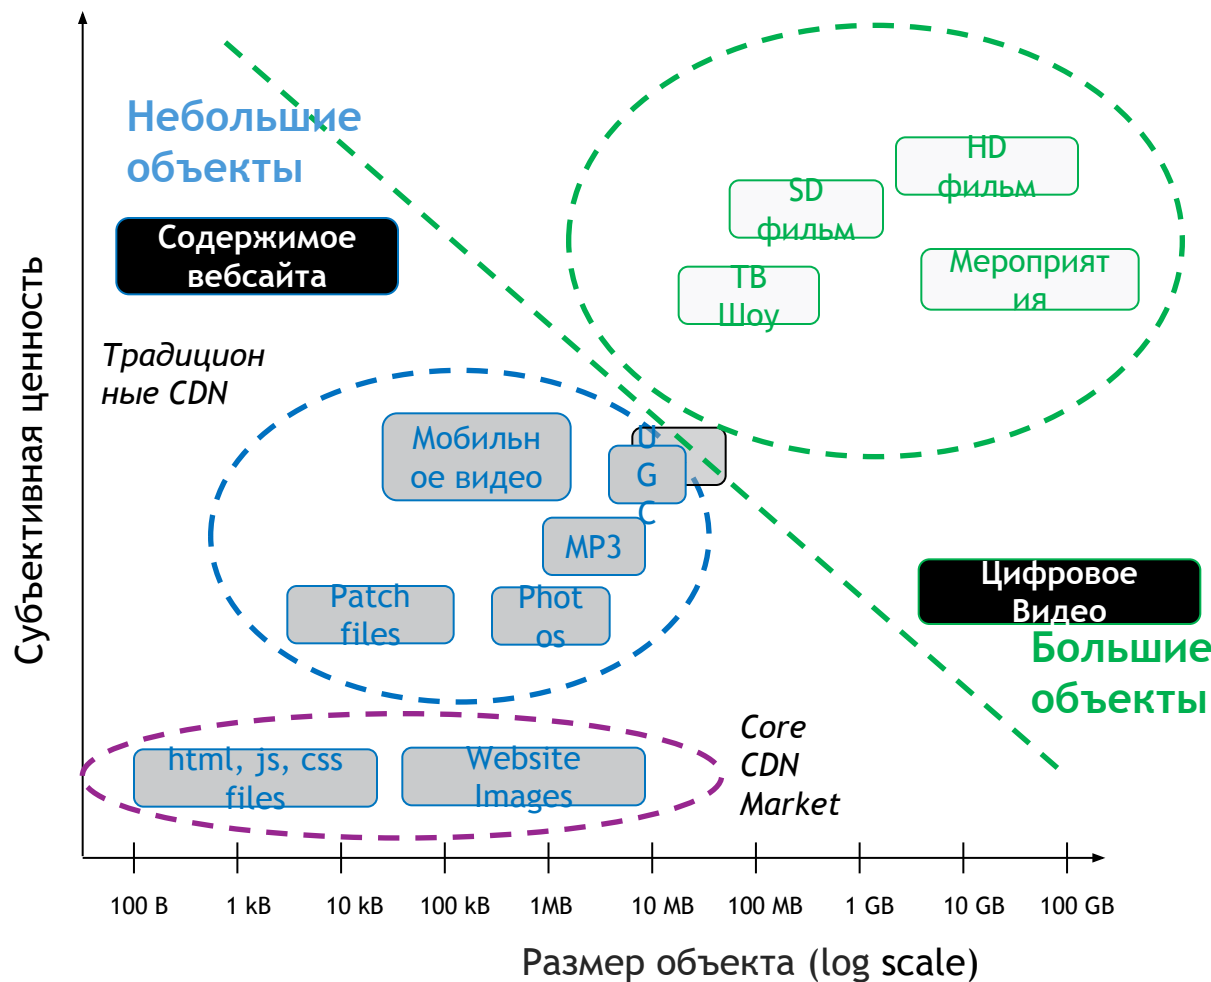 Небольшие
объекты
Содержимое
вебсайта
Традицион
ные CDN
HD
фильм
SD
фильм
ТВ
Шоу
Мероприят
ия
Мобильн
ое видео
U
G
C
MP3
Patch
files
Phot
os
Цифровое
Видео
Большие
объекты
html, js, css
files
Website
Images
Core
CDN
Market
Субъективная ценность
100 B 1 kB 10 kB 100 kB 1MB 10 MB 100 MB 1 GB 10 GB 100 GB
Размер объекта (log scale)